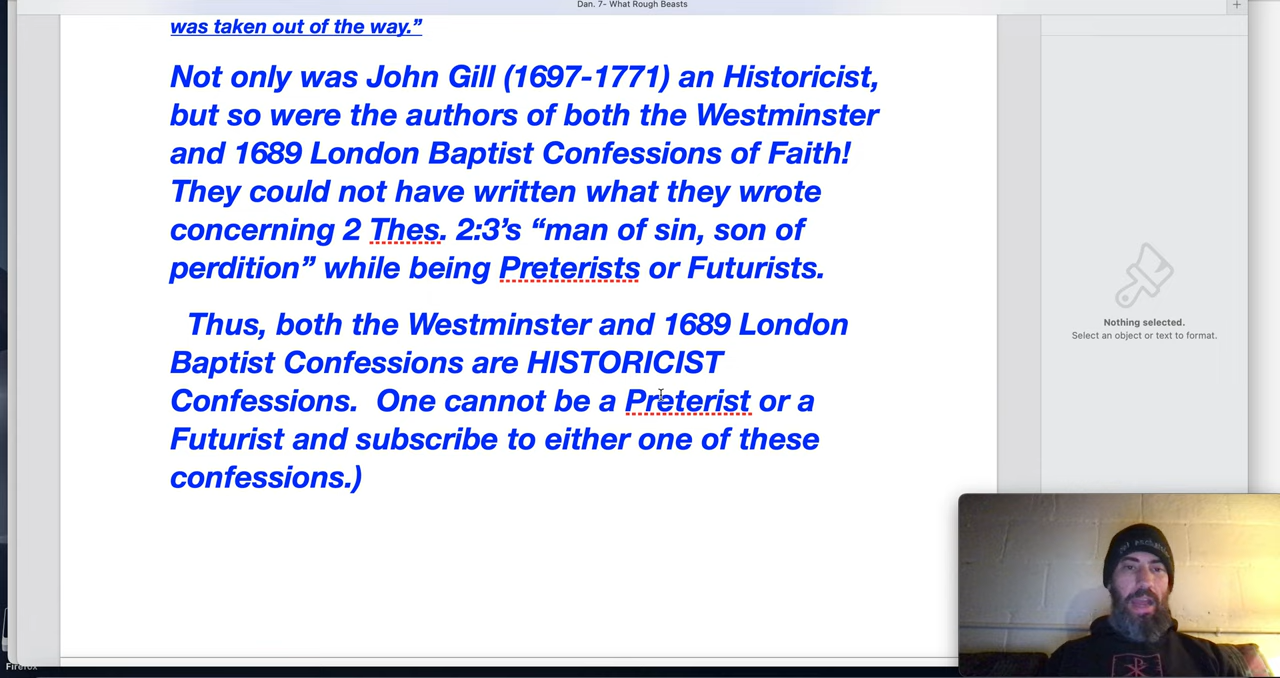 Dan. 7- What Rough Beasts
was taken out of the way.”
Not only was John Gill (1697-1771) an Historicist,
but so were the authors of both the Westminster
and 1689 London Baptist Confessions of Faith!
They could not have written what they wrote
concerning 2 Thes. 2:3’s “man of sin, son of
perdition” while being Preterists or Futurists.
Thus, both the Westminster and 1689 London
Baptist Confessions are HISTORICIST
Confessions.  One cannot be a Preterist or a
Futurist and subscribe to either one of these
confessions.)
Nothing selected.
Select an object or text to format.
Firefox